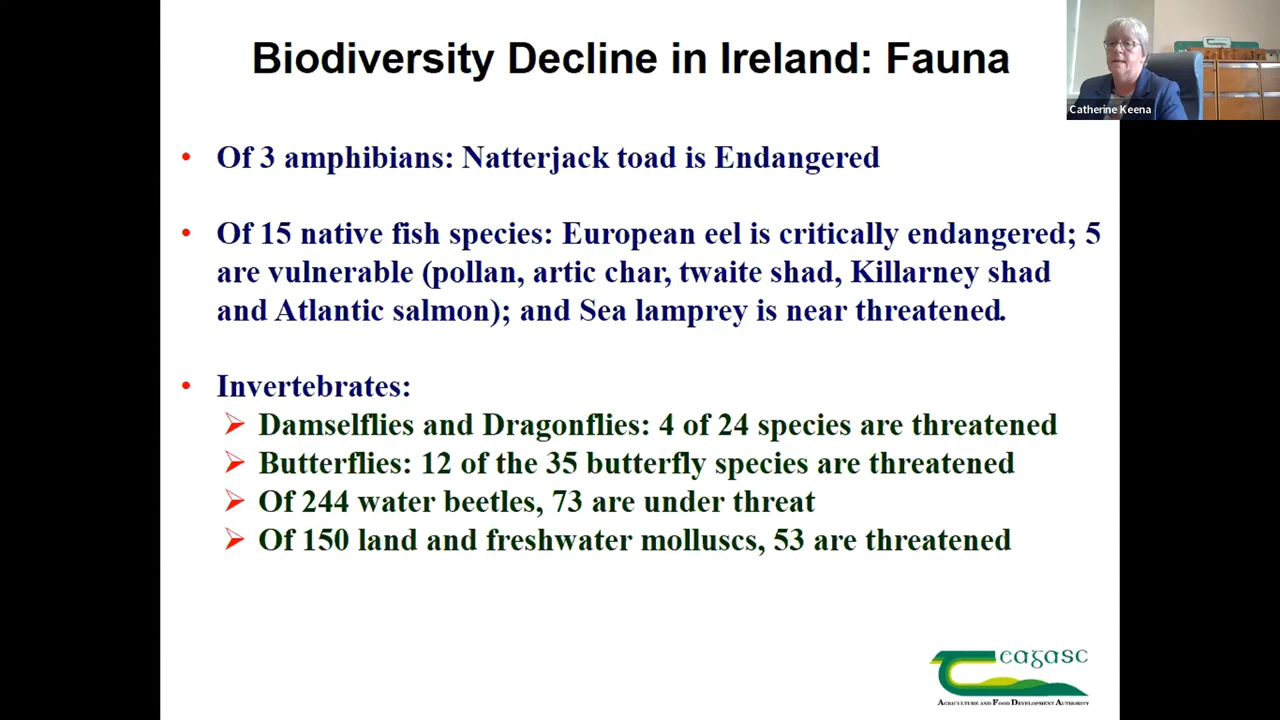 Biodiversity Decline in Ireland: Fauna
Catherine Keena
• Of 3 amphibians: Natterjack toad is Endangered
• Of 15 native fish species: European eel is critically endangered; 5
are vulnerable (pollan, artic char, twaite shad, Killarney shad
and Atlantic salmon); and Sea lamprey is near threatened.
• Invertebrates:
➢ Damselflies and Dragonflies: 4 of 24 species are threatened
➢ Butterflies: 12 of the 35 butterfly species are threatened
➢ Of 244 water beetles, 73 are under threat
➢ Of 150 land and freshwater molluscs, 53 are threatened
Teagasc
AGRICULTURE AND FOOD DEVELOPMENT AUTHORITY